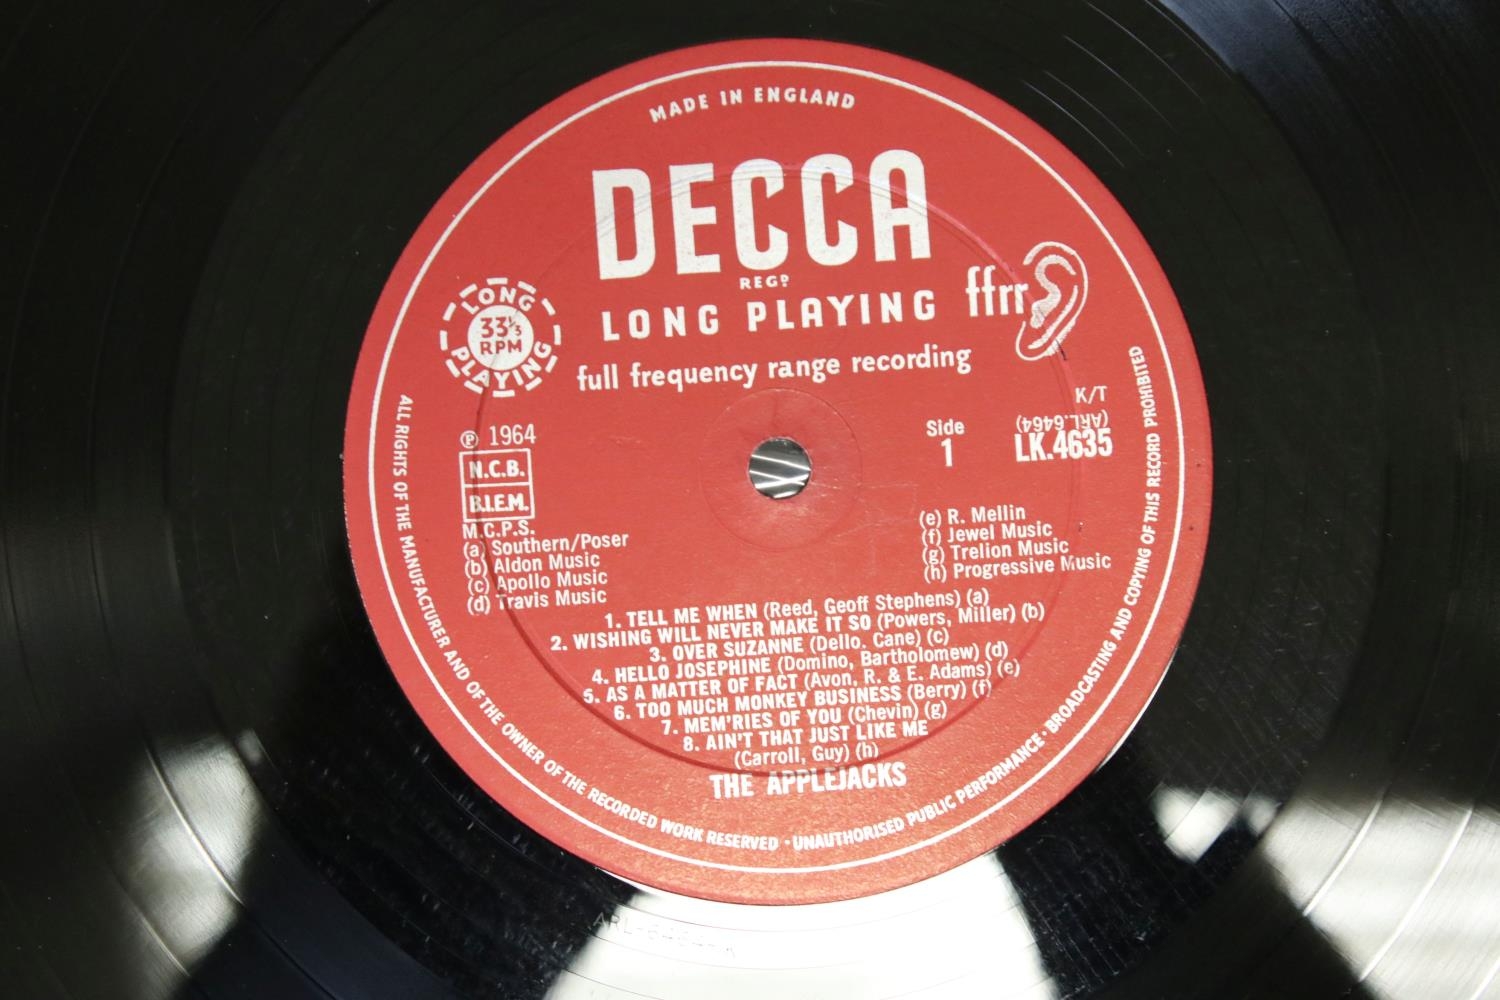 MADE IN ENGLAND
DECCA
REGD
LONG PLAYING
ffrr
full frequency range recording
LONG PLAYING
33⅓
RPM
K/T
(ARL.6464)
LK.4635
Side
1
℗ 1964
N.C.B.
B.I.E.M.
M.C.P.S.
(a) Southern/Poser
(b) Aldon Music
(c) Apollo Music
(d) Travis Music
(e) R. Mellin
(f) Jewel Music
(g) Trelion Music
(h) Progressive Music
1. TELL ME WHEN (Reed, Geoff Stephens) (a)
2. WISHING WILL NEVER MAKE IT SO (Powers, Miller) (b)
3. OVER SUZANNE (Dello, Cane) (c)
4. HELLO JOSEPHINE (Domino, Bartholomew) (d)
5. AS A MATTER OF FACT (Avon, R. & E. Adams) (e)
6. TOO MUCH MONKEY BUSINESS (Berry) (f)
7. MEM'RIES OF YOU (Chevin) (g)
8. AIN'T THAT JUST LIKE ME
(Carroll, Guy) (h)
THE APPLEJACKS
ALL RIGHTS OF THE MANUFACTURER AND OF THE OWNER OF THE RECORDED WORK RESERVED · UNAUTHORISED PUBLIC PERFORMANCE · BROADCASTING AND COPYING OF THIS RECORD PROHIBITED